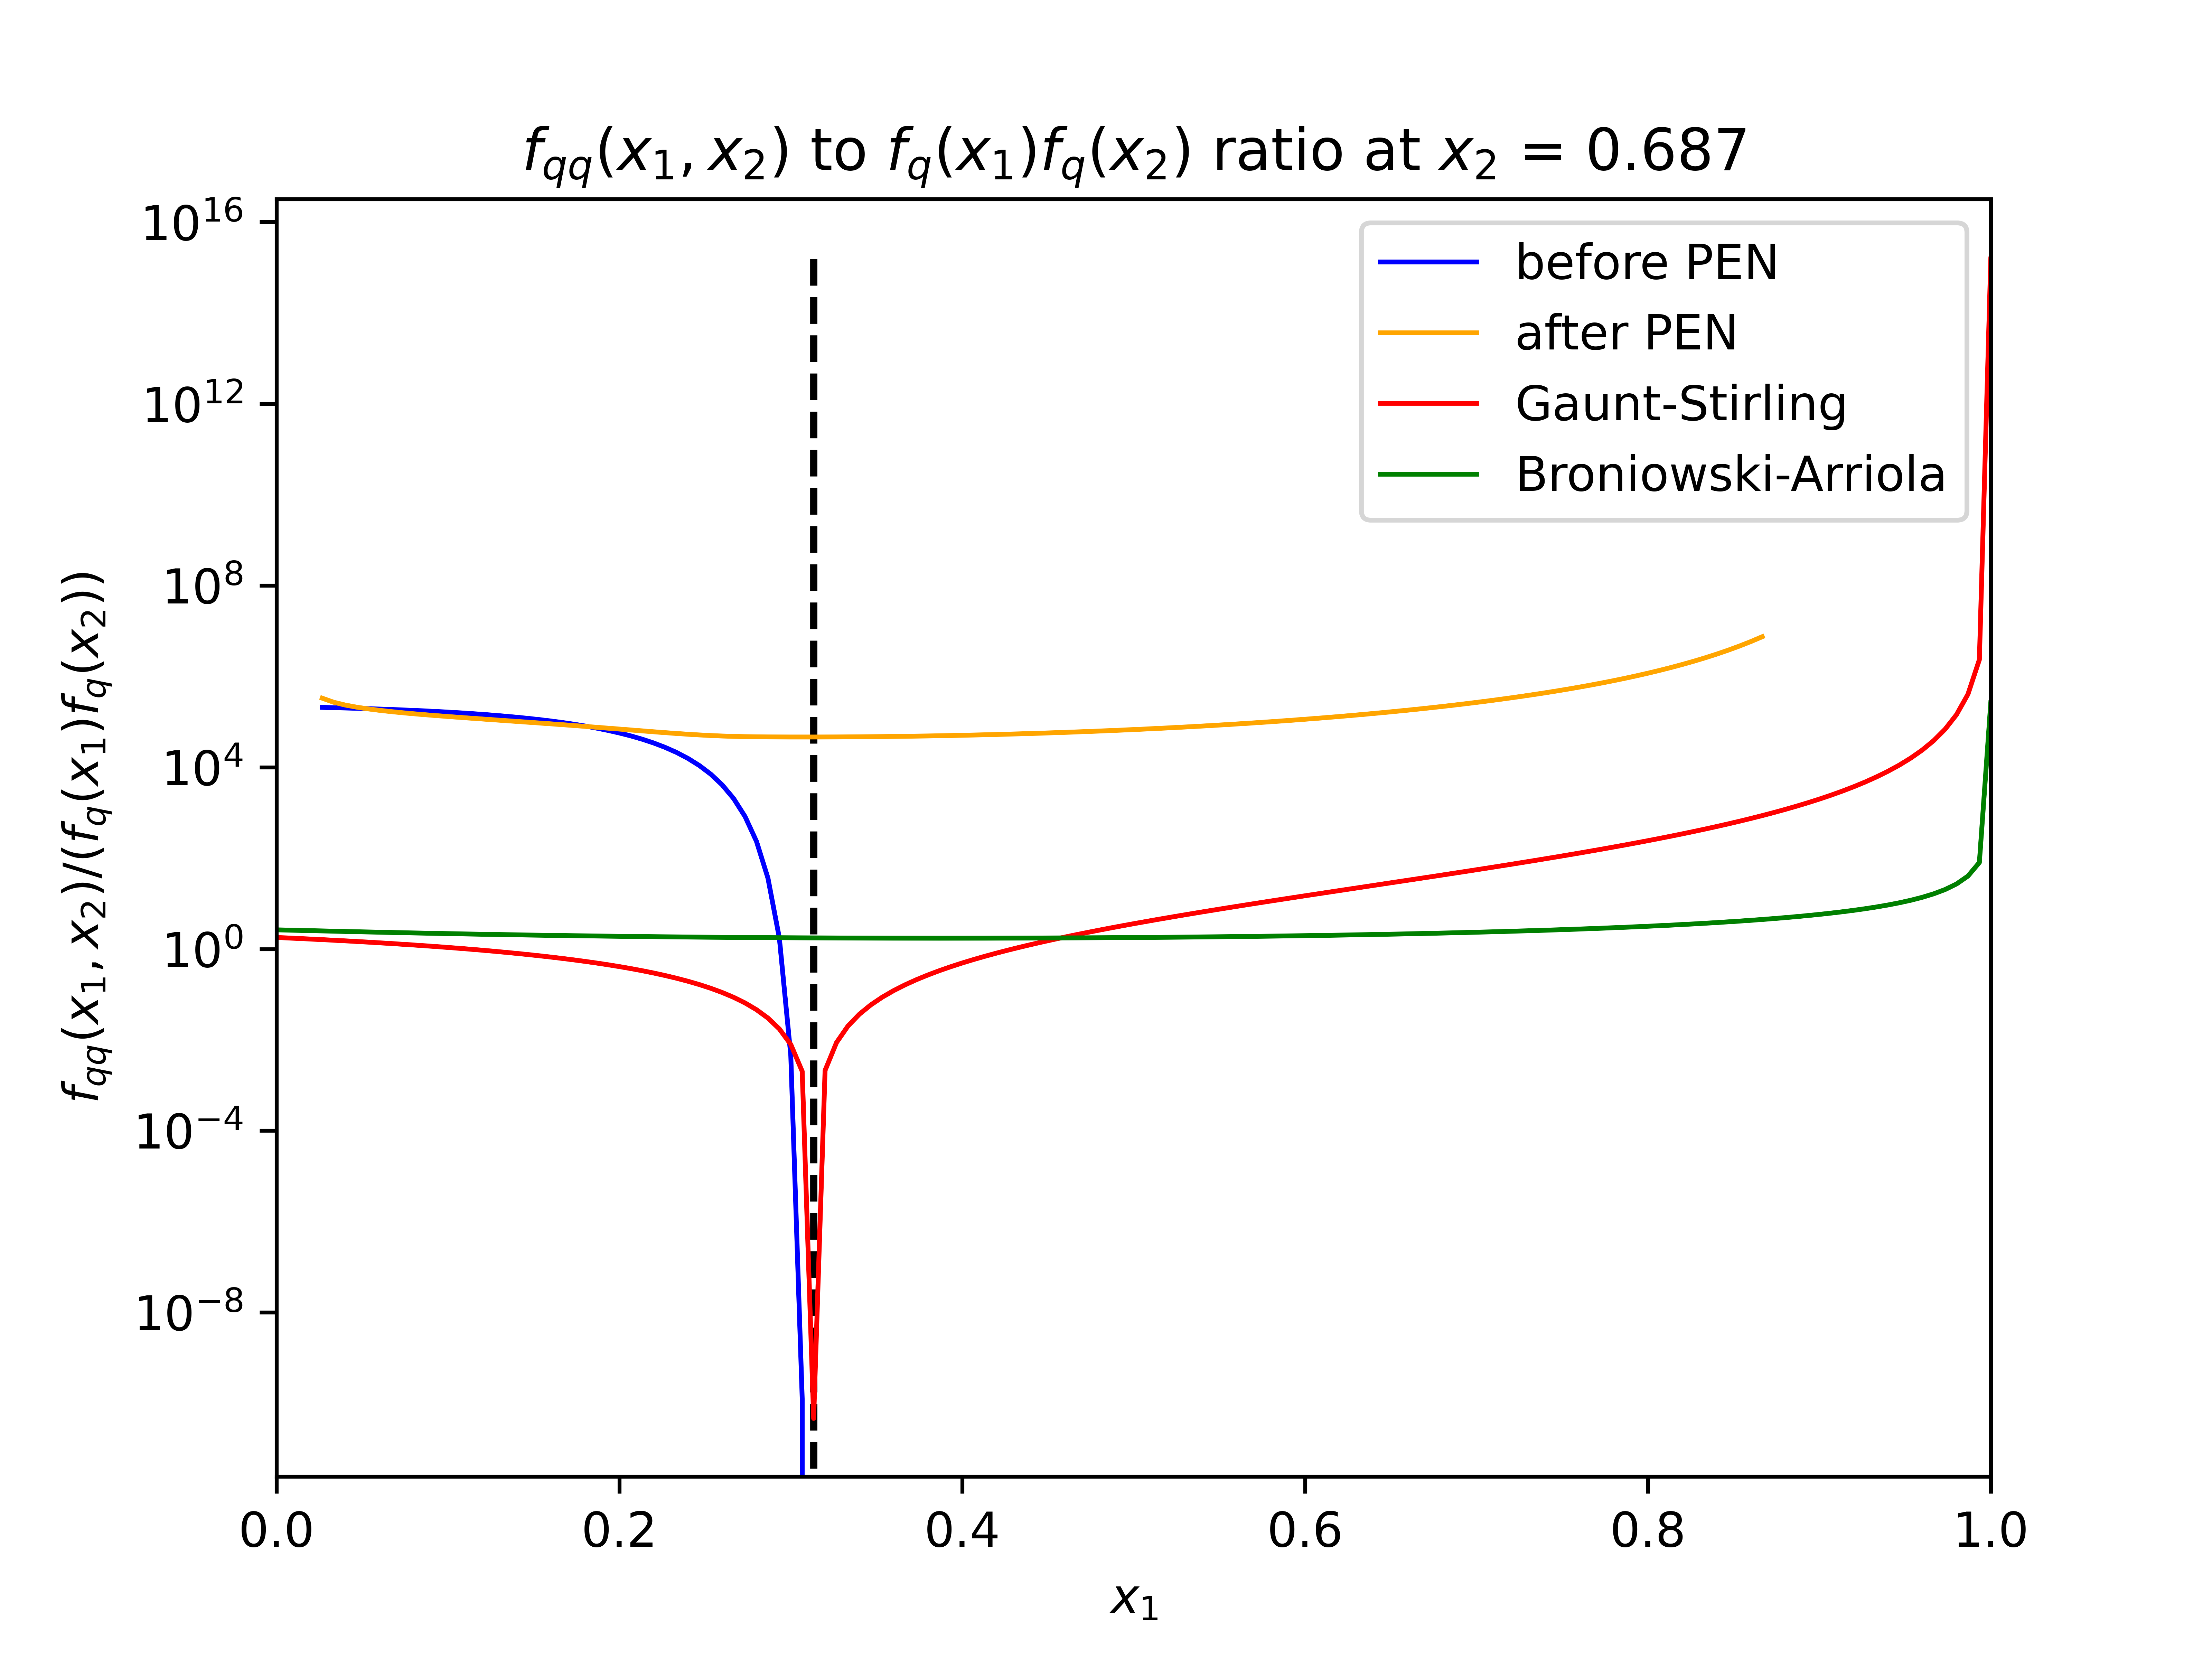 f_{qq}(x_1, x_2) to f_q(x_1)f_q(x_2) ratio at x_2 = 0.687
before PEN
after PEN
Gaunt-Stirling
Broniowski-Arriola
f_{qq}(x_1, x_2)/(f_q(x_1)f_q(x_2))
10^{16}
10^{12}
10^8
10^4
10^0
10^{-4}
10^{-8}
0.0 0.2 0.4 0.6 0.8 1.0
x_1